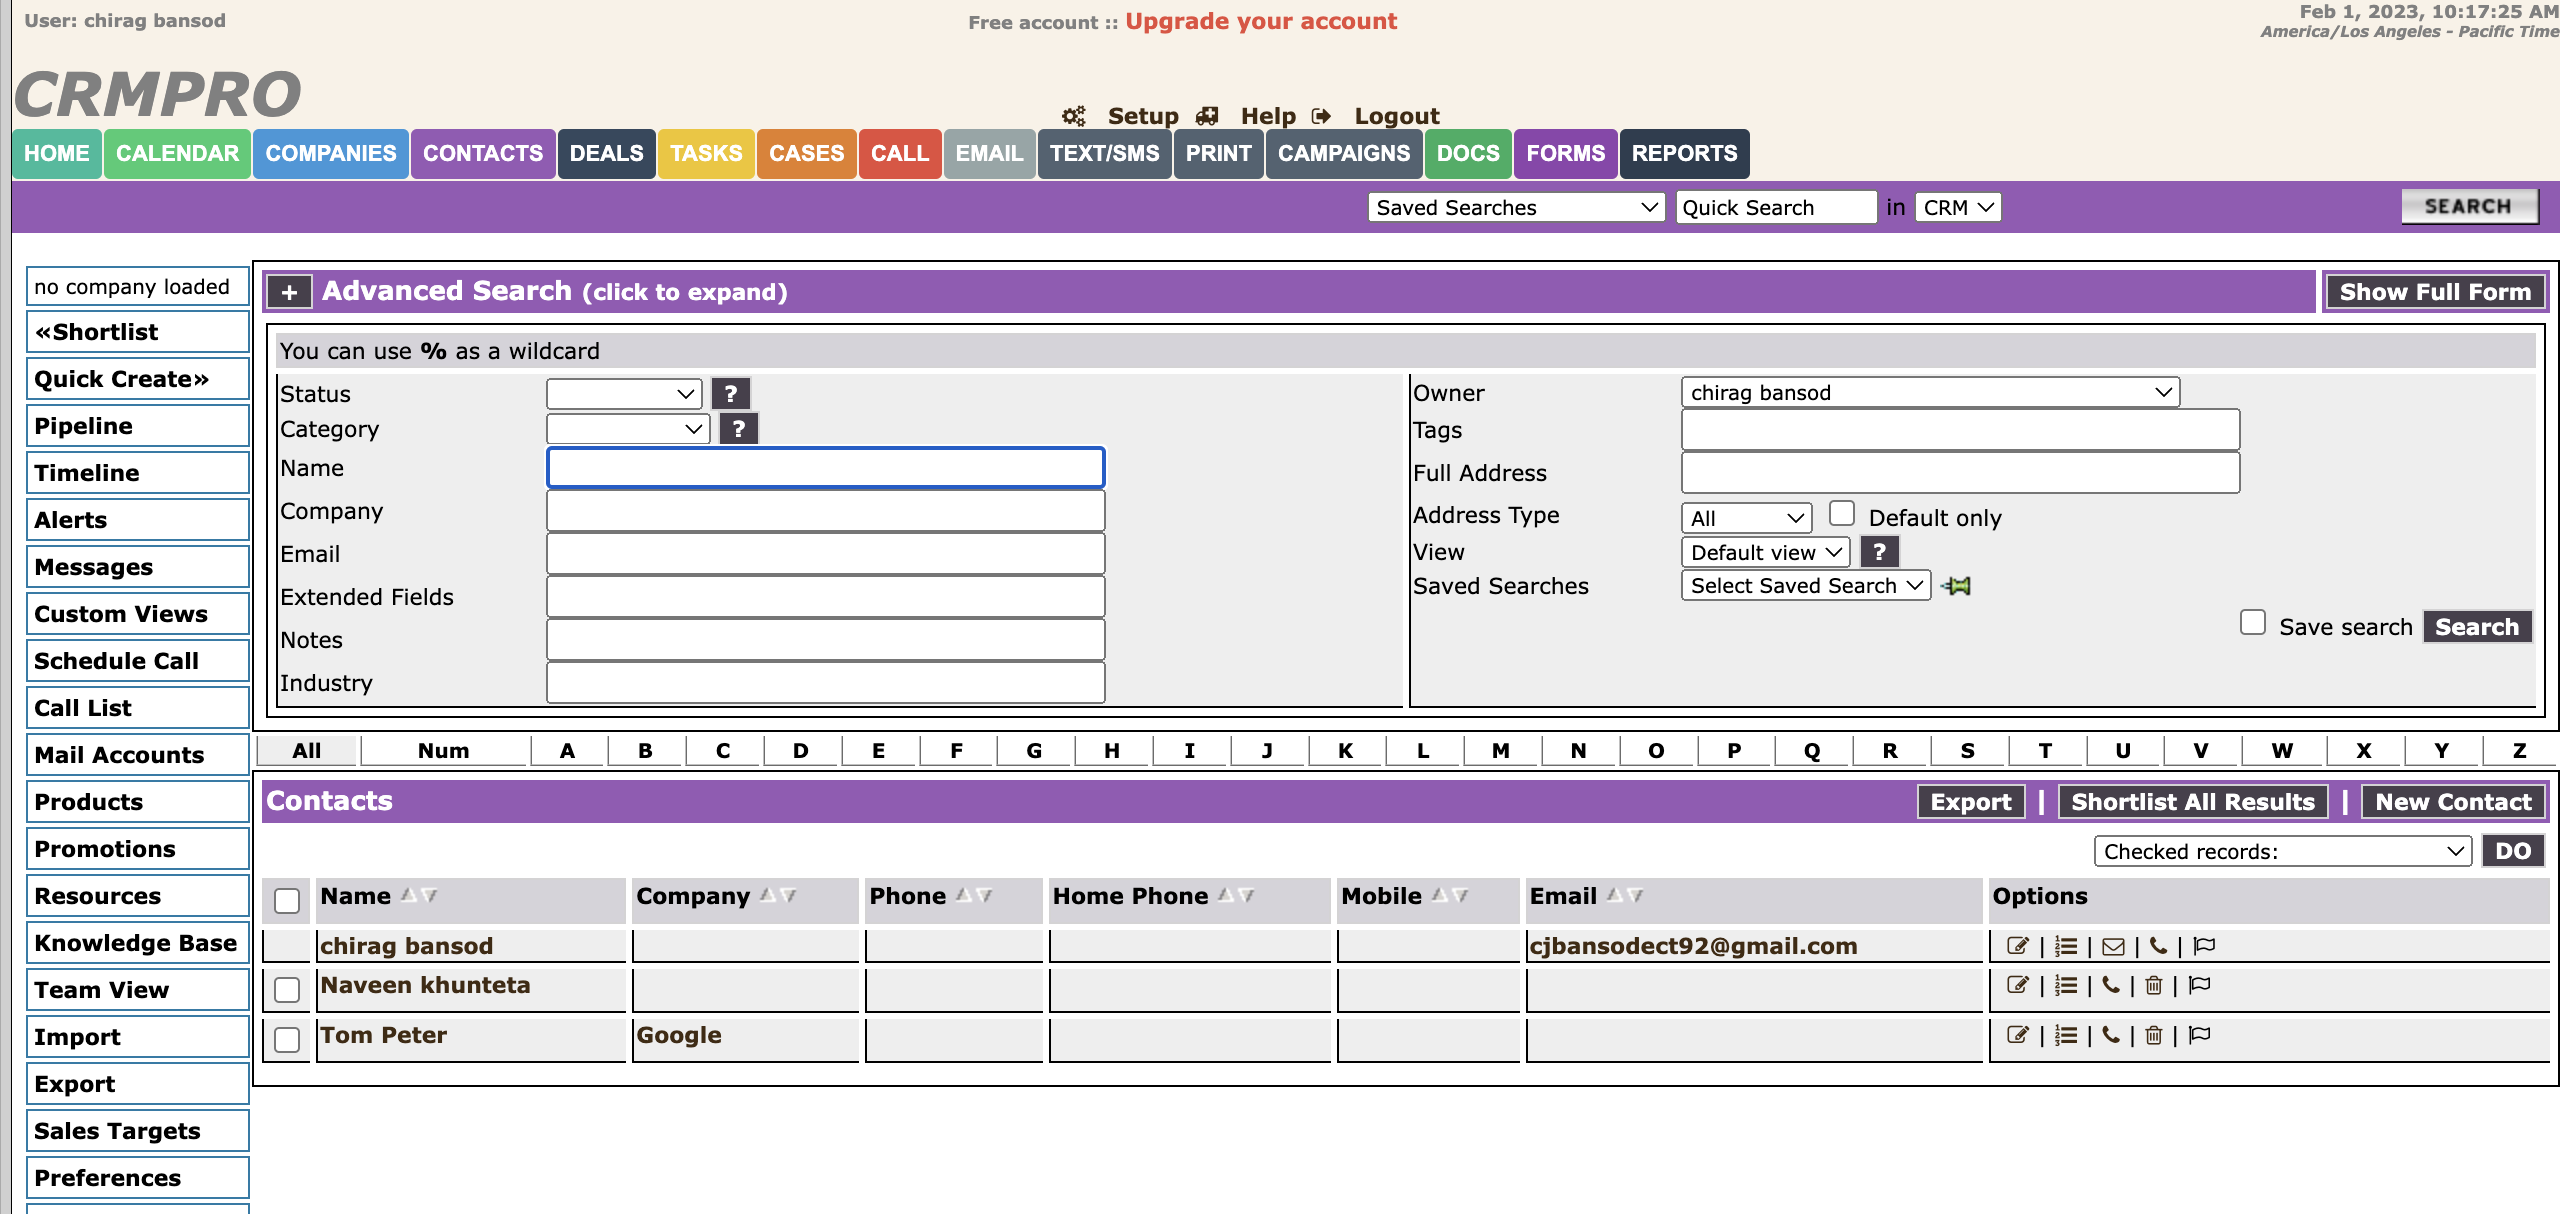 User: chirag bansod
Free account :: Upgrade your account
Feb 1, 2023, 10:17:25 AM
America/Los Angeles - Pacific Time
CRMPRO
Setup Help Logout
HOME CALENDAR COMPANIES CONTACTS DEALS TASKS CASES CALL EMAIL TEXT/SMS PRINT CAMPAIGNS DOCS FORMS REPORTS
Saved Searches Quick Search in CRM SEARCH
no company loaded
«Shortlist
Quick Create»
Pipeline
Timeline
Alerts
Messages
Custom Views
Schedule Call
Call List
Mail Accounts
Products
Promotions
Resources
Knowledge Base
Team View
Import
Export
Sales Targets
Preferences
+ Advanced Search (click to expand) Show Full Form
You can use % as a wildcard
Status ?
Category ?
Name
Company
Email
Extended Fields
Notes
Industry
Owner chirag bansod
Tags
Full Address
Address Type All Default only
View Default view ?
Saved Searches Select Saved Search
Save search Search
All Num A B C D E F G H I J K L M N O P Q R S T U V W X Y Z
Contacts Export | Shortlist All Results | New Contact
Checked records: DO
Name Company Phone Home Phone Mobile Email Options
chirag bansod cjbansodect92@gmail.com | | | |
Naveen khunteta | | | |
Tom Peter Google | | | |